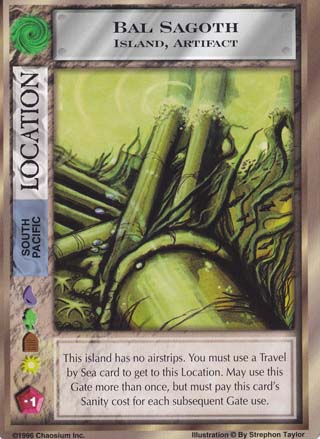 BAL SAGOTH
ISLAND, ARTIFACT
LOCATION
SOUTH
PACIFIC
-1
This island has no airstrips. You must use a Travel
by Sea card to get to this Location. May use this
Gate more than once, but must pay this card's
Sanity cost for each subsequent Gate use.
©1996 Chaosium Inc.
Illustration © By Strephon Taylor